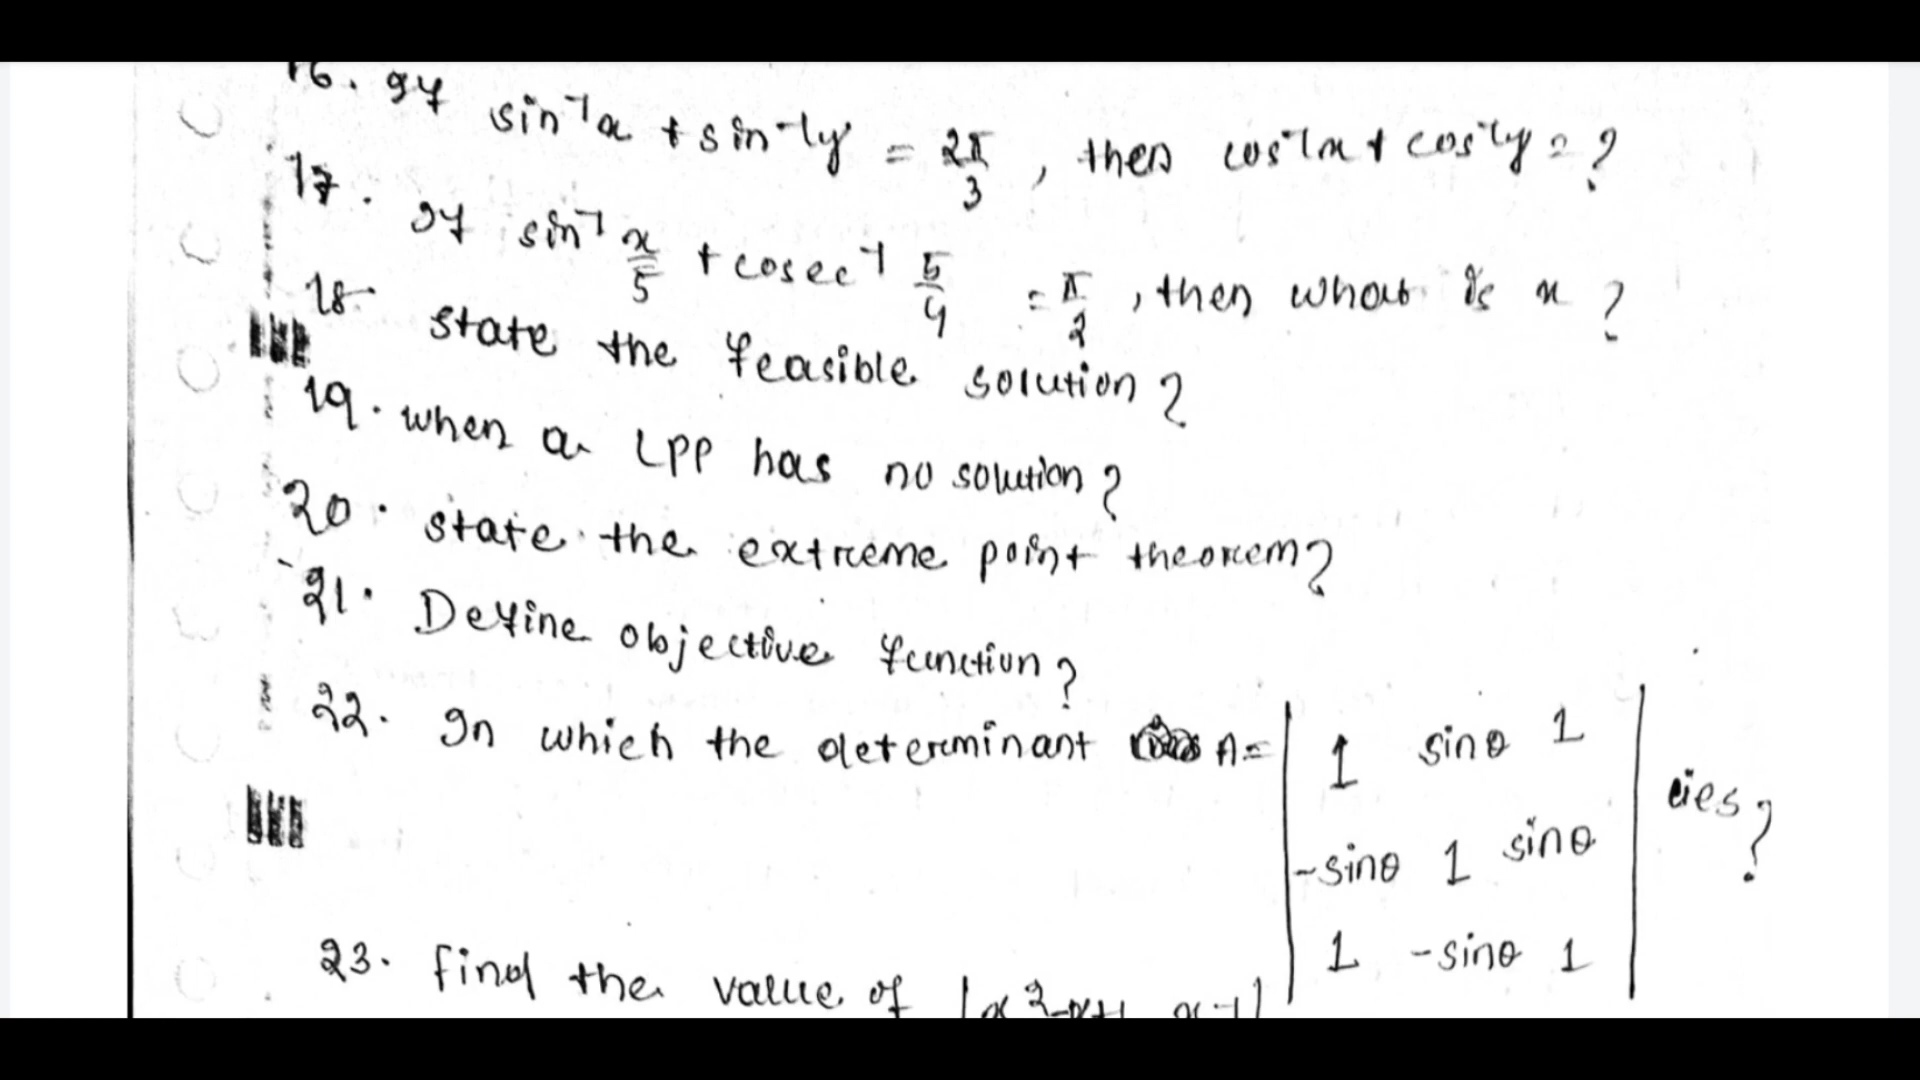 16. If sin⁻¹x + sin⁻¹y = 2π/3, then cos⁻¹x + cos⁻¹y = ?
17. If sin⁻¹ x/5 + cosec⁻¹ 5/4 = π/2, then what is x ?
18. state the feasible solution ?
19. when a LPP has no solution ?
20. state the extreme point theorem ?
21. Define objective function ?
22. In which the determinant A = | 1 sinθ 1 | lies ?
| -sinθ 1 sinθ |
| 1 -sinθ 1 |
23. Find the value of | x²-x+1 x-1 |